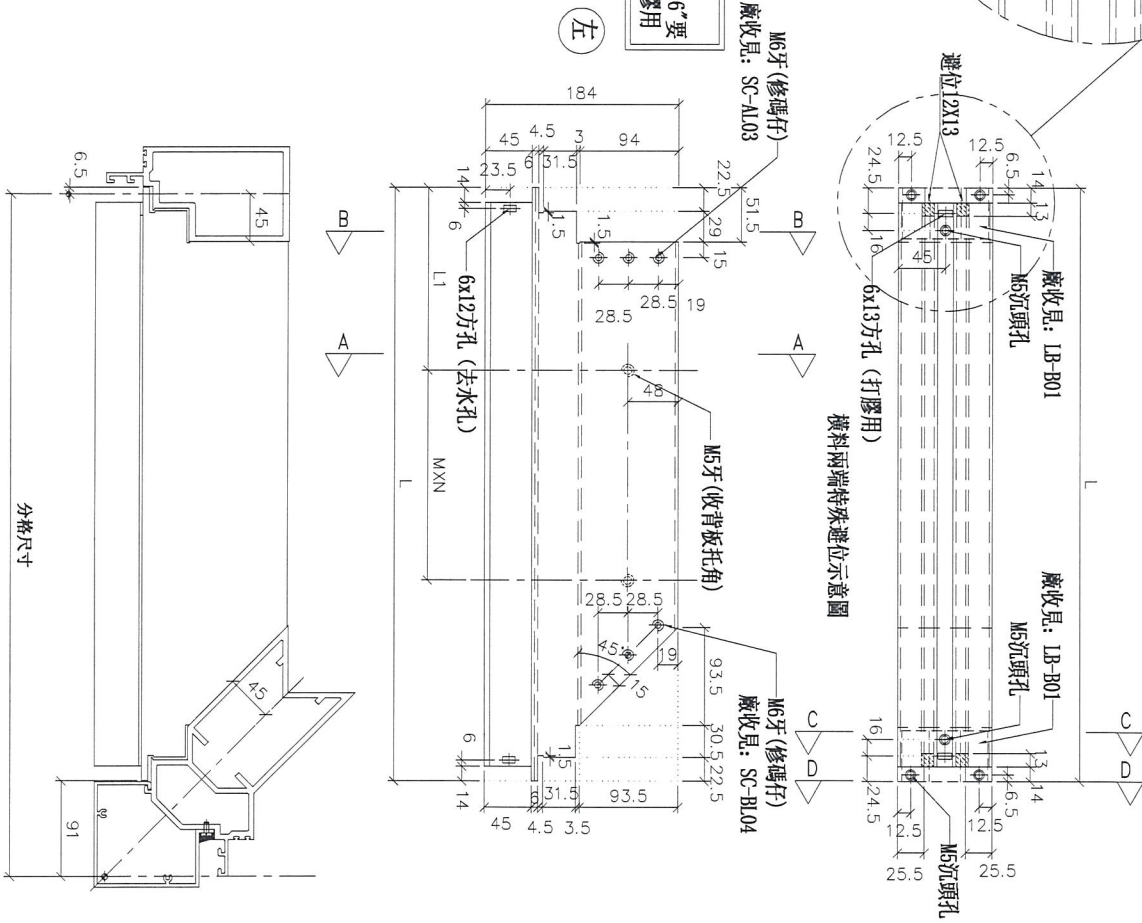 6"要
膠用
左
M6牙(修碼仔)
廠收見: SC-AL03
184
45
4.5
3
94
6
31.5
23.5
14
6
1.5
1.5
22.5
51.5
29
15
28.5
19
28.5
48
B
B
A
A
L1
MXN
L
6x12方孔 (去水孔)
M5牙(收背板托角)
28.5
28.5
45°
15
19
93.5
30.5
22.5
1.5
6
14
45
6
31.5
93.5
4.5
3.5
M6牙(修碼仔)
廠收見: SC-BL04
避位12X13
12.5
12.5
24.5
6.5
14
13
16
45
6x13方孔 (打膠用)
M5沉頭孔
廠收見: LB-B01
L
橫料兩端特殊避位示意圖
廠收見: LB-B01
M5沉頭孔
C
C
D
D
16
13
24.5
14
6.5
12.5
12.5
25.5
25.5
M5沉頭孔
6.5
45
45
91
分格尺寸